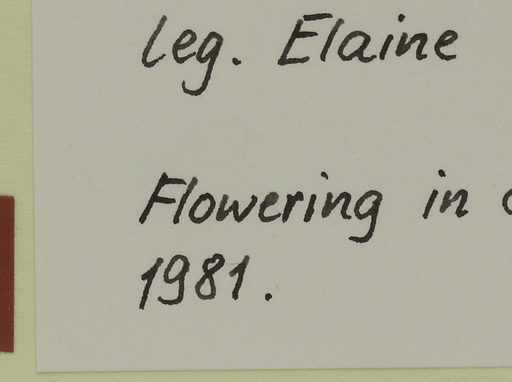 leg. Elaine
Flowering in
1981.